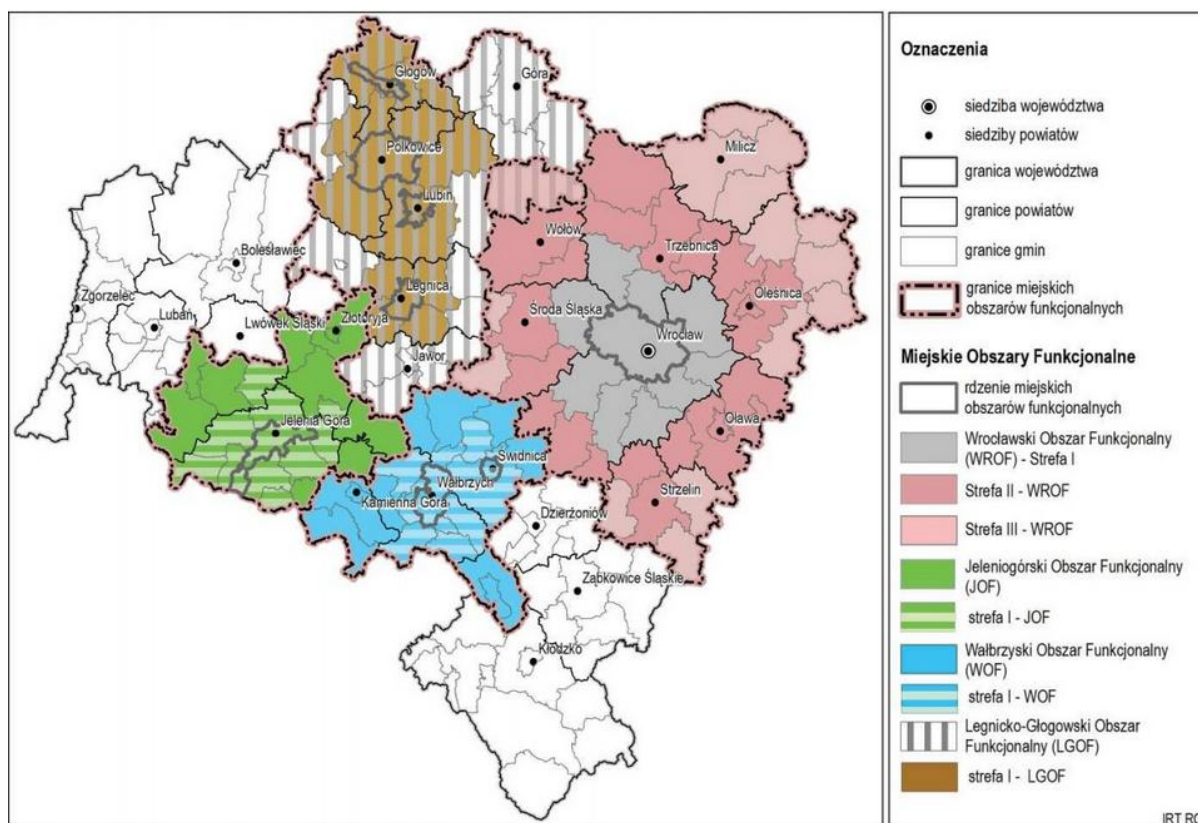 Głogów
Góra
Polkowice
Milicz
Lubin
Wołów
Trzebnica
Bolesławiec
Oleśnica
Legnica
Zgorzelec
Środa Śląska
Lubań
Lwówek Śląski
Złotoryja
Wrocław
Jawor
Jelenia Góra
Oława
Świdnica
Wałbrzych
Kamienna Góra
Strzelin
Dzierżoniów
Ząbkowice Śląskie
Kłodzko
Oznaczenia
siedziba województwa
siedziby powiatów
granica województwa
granice powiatów
granice gmin
granice miejskich
obszarów funkcjonalnych
Miejskie Obszary Funkcjonalne
rdzenie miejskich
obszarów funkcjonalnych
Wrocławski Obszar Funkcjonalny
(WROF) - Strefa I
Strefa II - WROF
Strefa III - WROF
Jeleniogórski Obszar Funkcjonalny
(JOF)
strefa I - JOF
Wałbrzyski Obszar Funkcjonalny
(WOF)
strefa I - WOF
Legnicko-Głogowski Obszar
Funkcjonalny (LGOF)
strefa I - LGOF